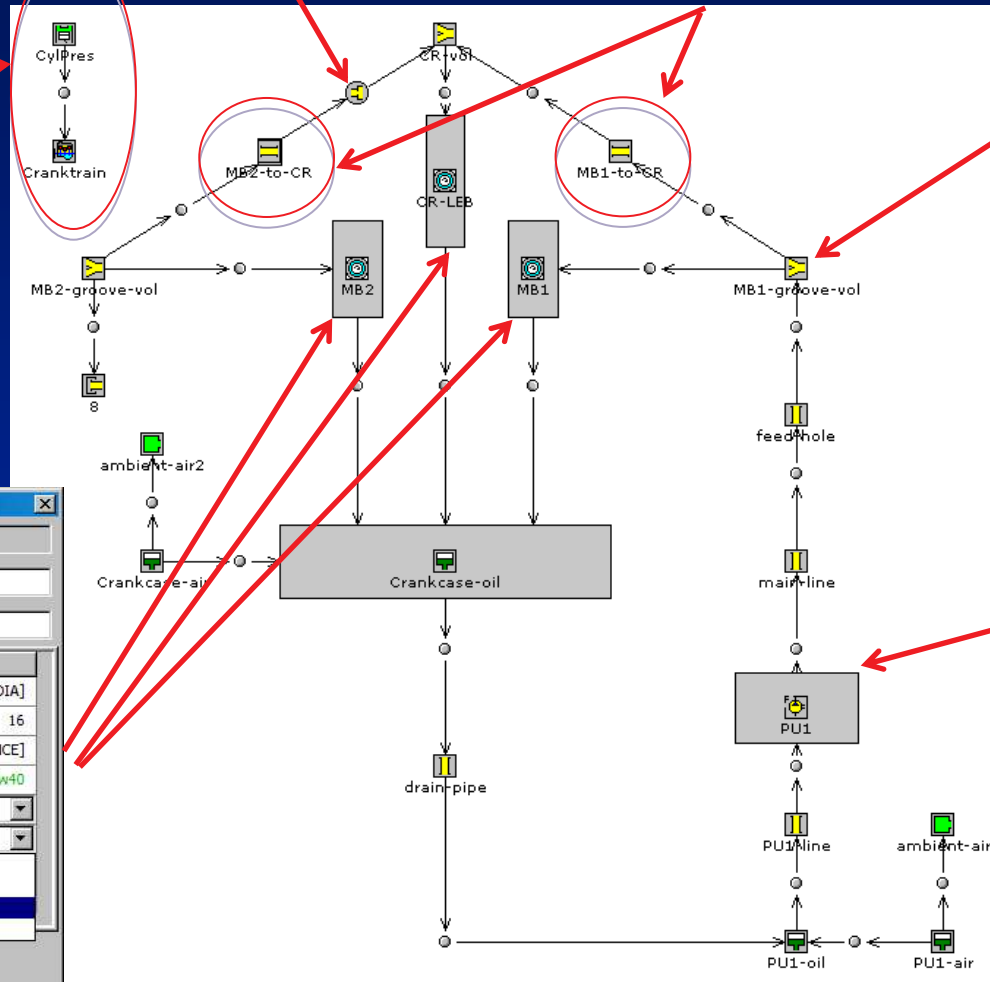 CylPres
CR-vol
Cranktrain
MB2-to-CR
MB1-to-CR
CR-LEB
MB2-groove-vol
MB2
MB1
MB1-groove-vol
8
feed-hole
ambient-air2
Crankcase-air
Crankcase-oil
main-line
DIA]
16
NCE]
w40
PU1
drain-pipe
PU1-line
ambient-air
PU1-oil
PU1-air